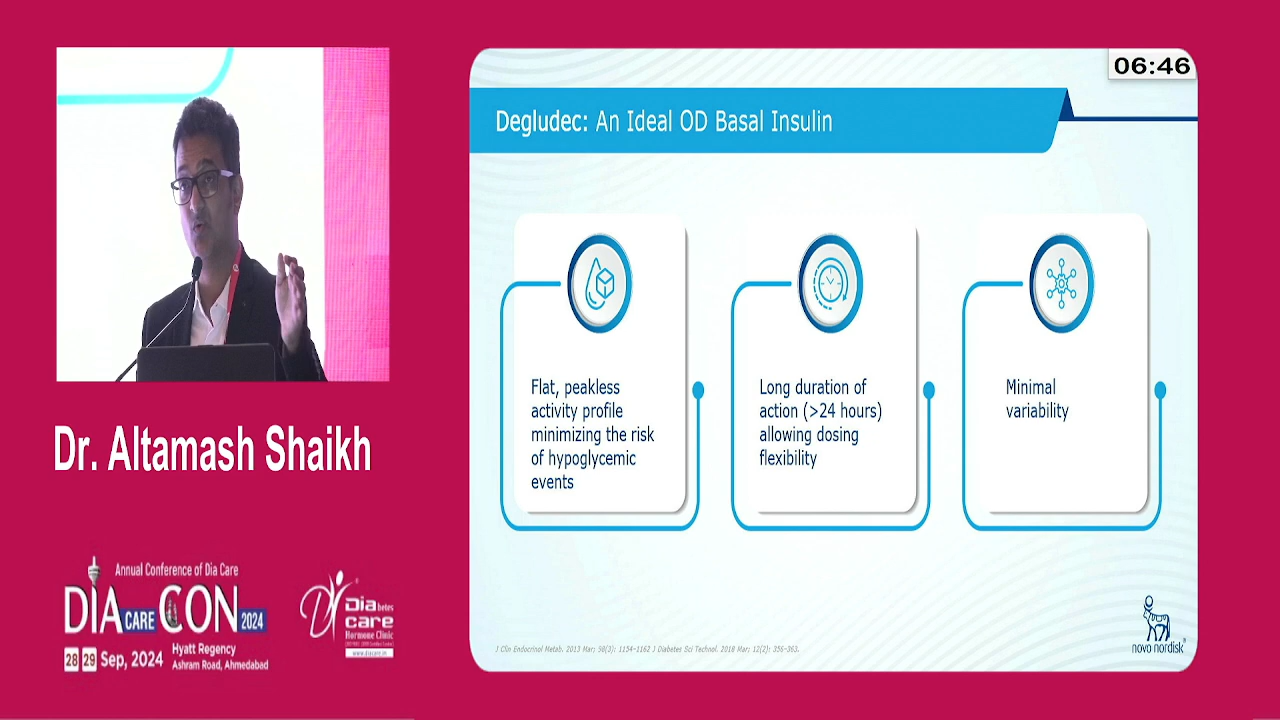 06:46
Degludec: An Ideal OD Basal Insulin
Flat, peakless
activity profile
minimizing the risk
of hypoglycemic
events
Long duration of
action (>24 hours)
allowing dosing
flexibility
Minimal
variability
novo nordisk
Dr. Altamash Shaikh
Annual Conference of Dia Care
DIA CARE CON 2024
28 29 Sep, 2024
Hyatt Regency
Ashram Road, Ahmedabad
Diabetes
care
Hormone Clinic
www.diacare.in